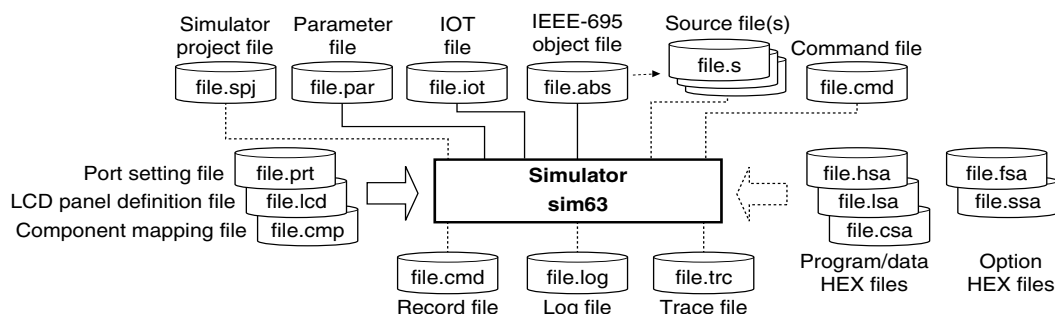 Simulator
project file
file.spj
Parameter
file
file.par
IOT
file
file.iot
IEEE-695
object file
file.abs
Source file(s)
file.s
Command file
file.cmd
Port setting file
file.prt
LCD panel definition file
file.lcd
Component mapping file
file.cmp
Simulator
sim63
file.hsa
file.lsa
file.csa
Program/data
HEX files
file.fsa
file.ssa
Option
HEX files
file.cmd
Record file
file.log
Log file
file.trc
Trace file